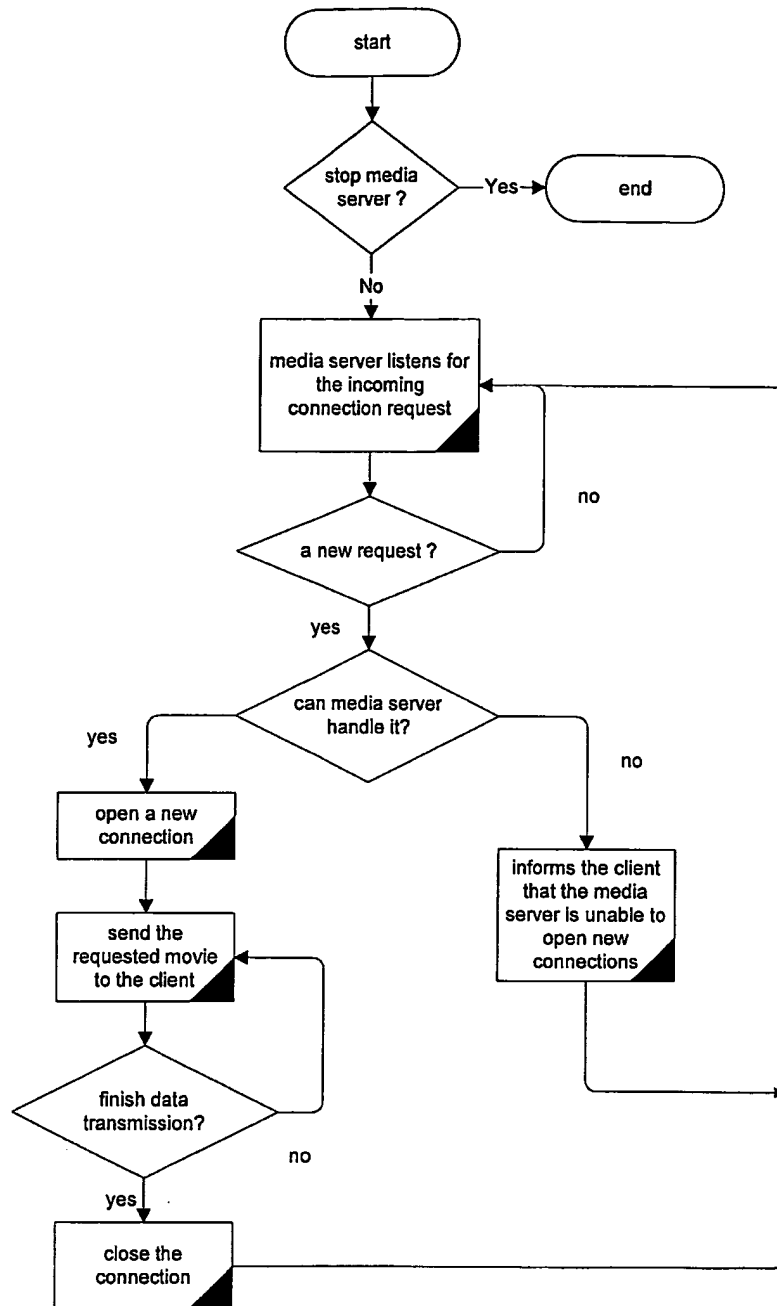 start
stop media
server ?
Yes
end
No
media server listens for
the incoming
connection request
no
a new request ?
yes
can media server
handle it?
yes
no
open a new
connection
informs the client
that the media
server is unable to
open new
connections
send the
requested movie
to the client
finish data
transmission?
no
yes
close the
connection